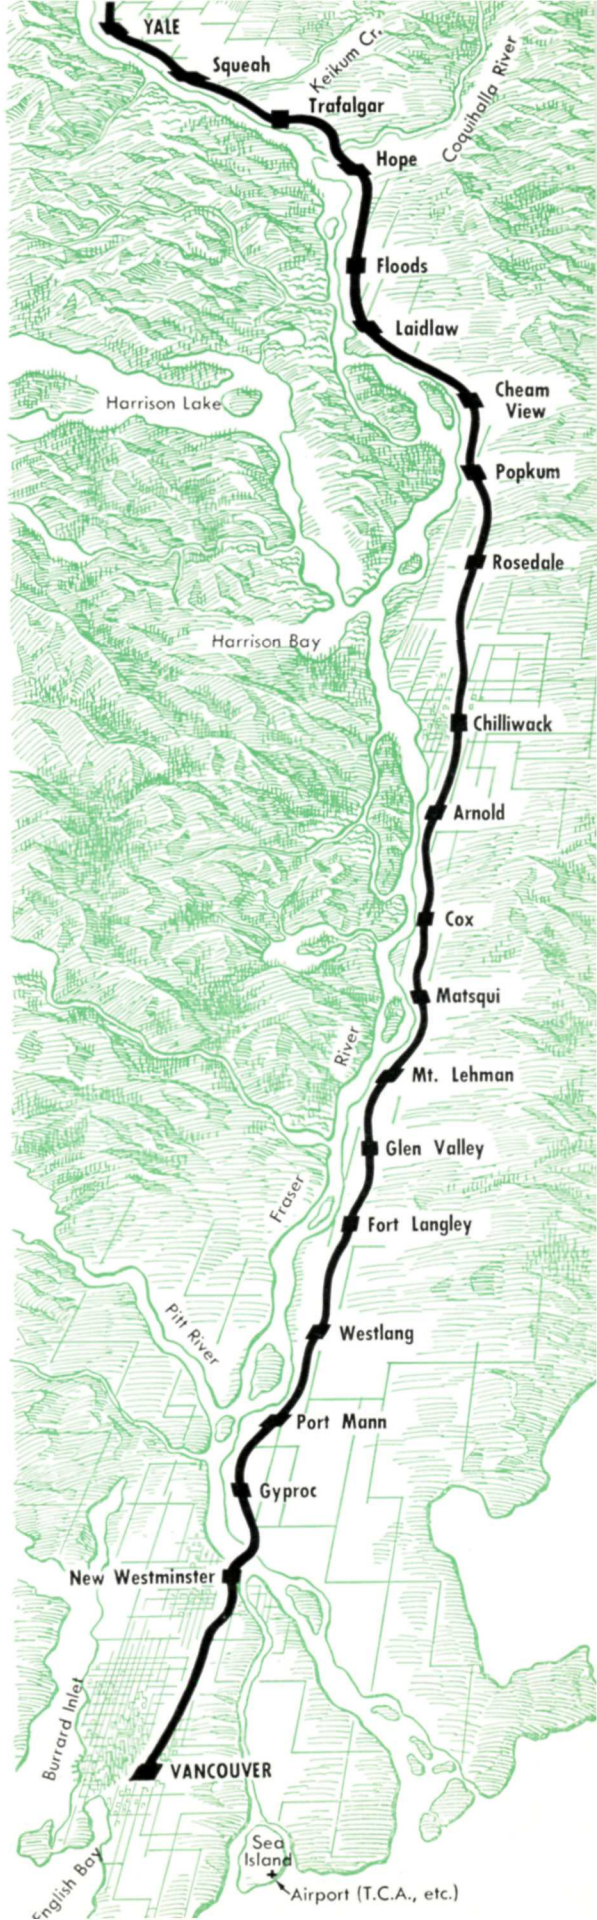 YALE
Squeah
Keikum Cr.
Trafalgar
Coquihalla River
Hope
Floods
Laidlaw
Cheam
View
Harrison Lake
Popkum
Rosedale
Harrison Bay
Chilliwack
Arnold
Cox
Matsqui
River
Mt. Lehman
Glen Valley
Fraser
Fort Langley
Pitt River
Westlang
Port Mann
Gyproc
New Westminster
Burrard Inlet
VANCOUVER
Sea
Island
English Bay
Airport (T.C.A., etc.)